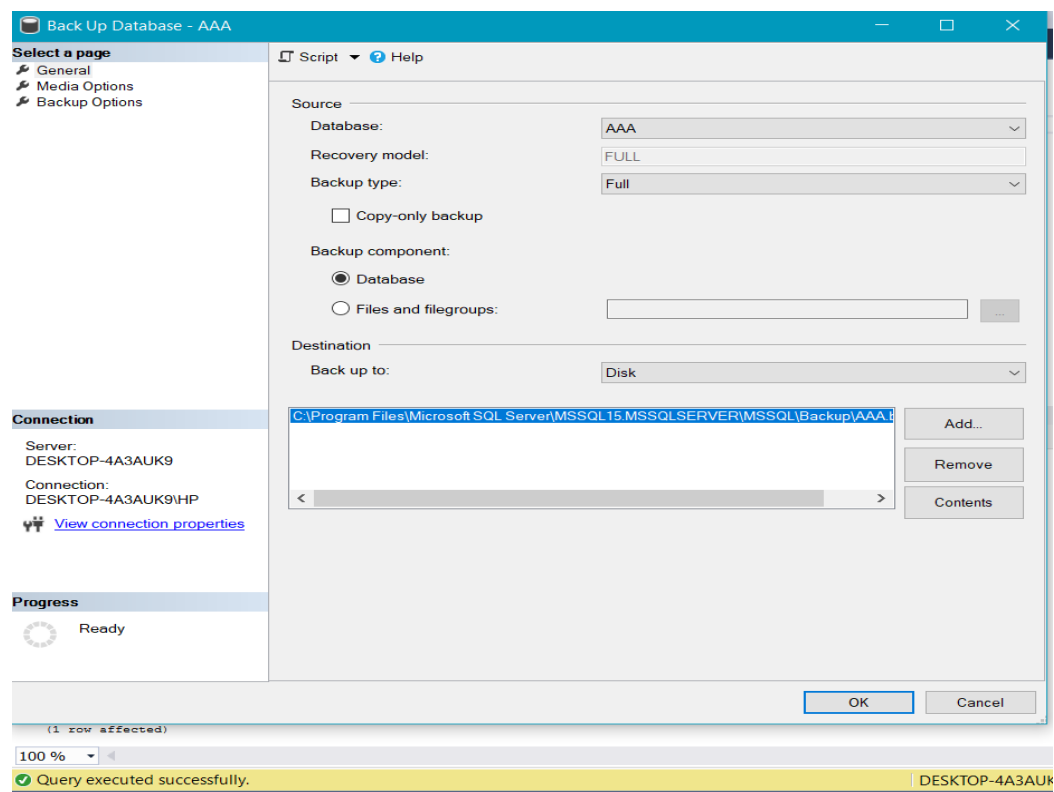 Back Up Database - AAA
Select a page
General
Media Options
Backup Options
Script
Help
Source
Database:
AAA
Recovery model:
FULL
Backup type:
Full
Copy-only backup
Backup component:
Database
Files and filegroups:
...
Destination
Back up to:
Disk
C:\Program Files\Microsoft SQL Server\MSSQL15.MSSQLSERVER\MSSQL\Backup\AAA.b
Add...
Remove
Contents
Connection
Server:
DESKTOP-4A3AUK9
Connection:
DESKTOP-4A3AUK9\HP
View connection properties
Progress
Ready
OK
Cancel
(1 row affected)
100 %
Query executed successfully.
DESKTOP-4A3AUK